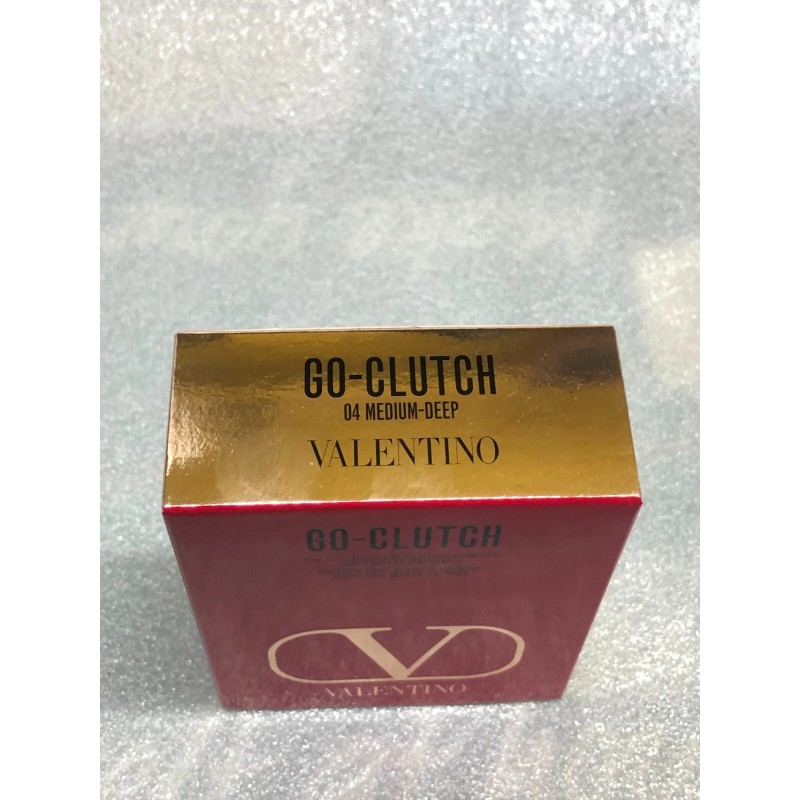 GO-CLUTCH
04 MEDIUM-DEEP
VALENTINO
GO-CLUTCH
V
VALENTINO